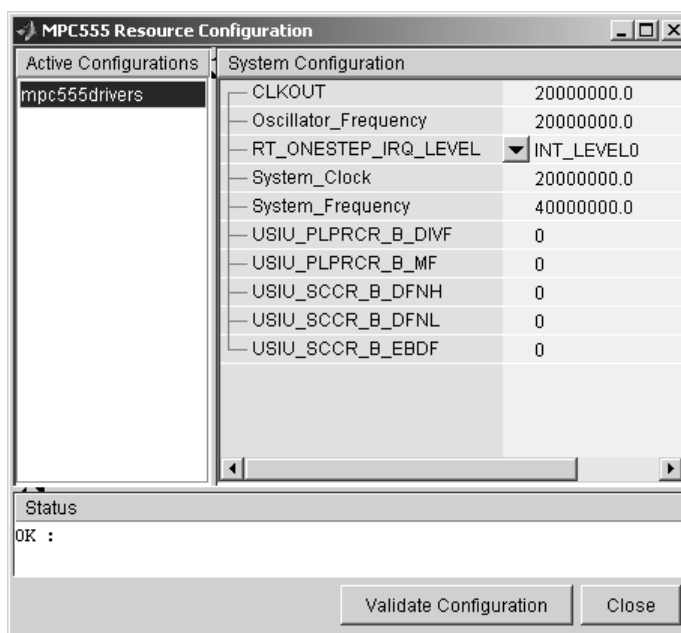 MPC555 Resource Configuration
Active Configurations
System Configuration
mpc555drivers
CLKOUT 20000000.0
Oscillator_Frequency 20000000.0
RT_ONESTEP_IRQ_LEVEL INT_LEVEL0
System_Clock 20000000.0
System_Frequency 40000000.0
USIU_PLPRCR_B_DIVF 0
USIU_PLPRCR_B_MF 0
USIU_SCCR_B_DFNH 0
USIU_SCCR_B_DFNL 0
USIU_SCCR_B_EBDF 0
Status
OK :
Validate Configuration
Close